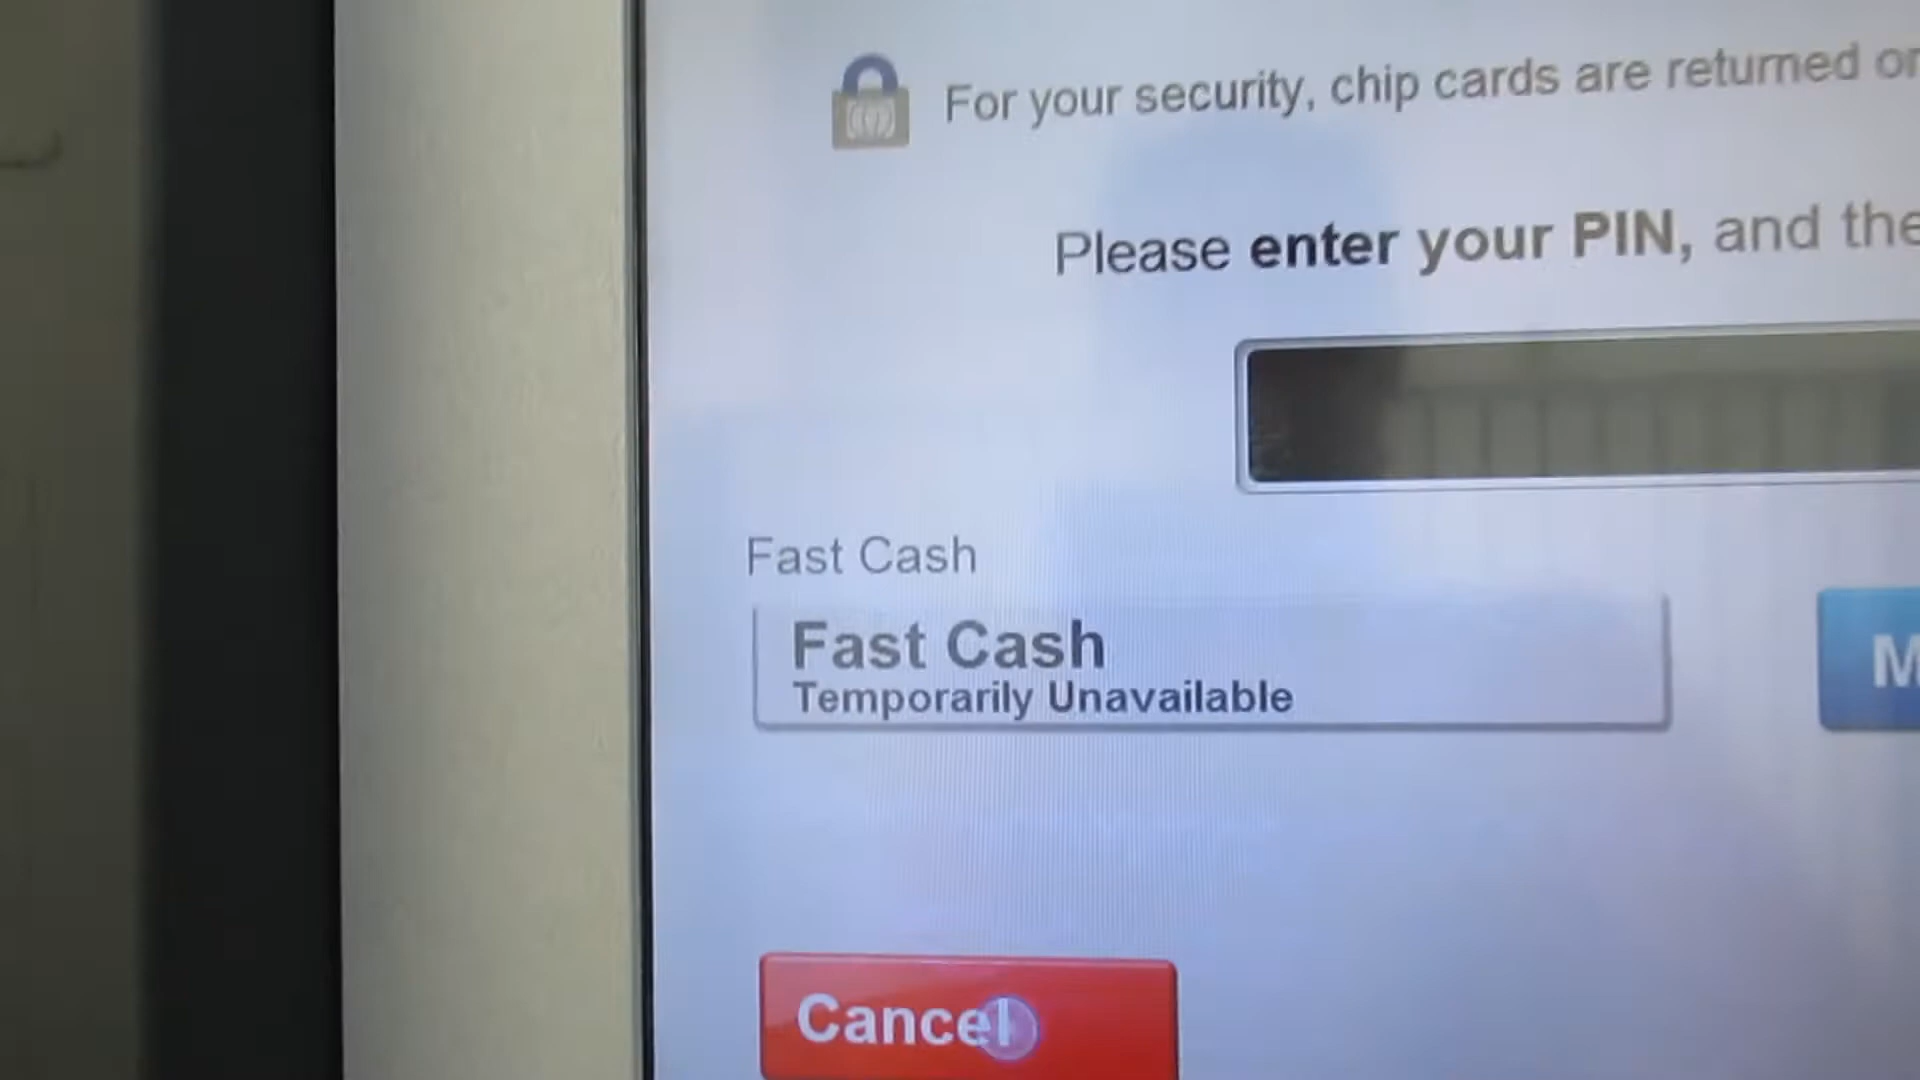 For your security, chip cards are returned
Please enter your PIN, and
Fast Cash
Fast Cash
Temporarily Unavailable
Cancel